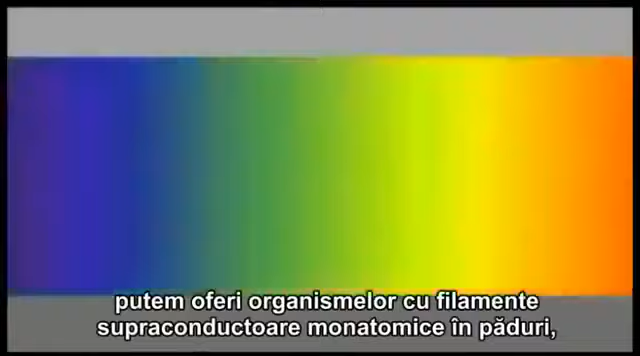 putem oferi organismelor cu filamente
supraconductoare monatomice în păduri,